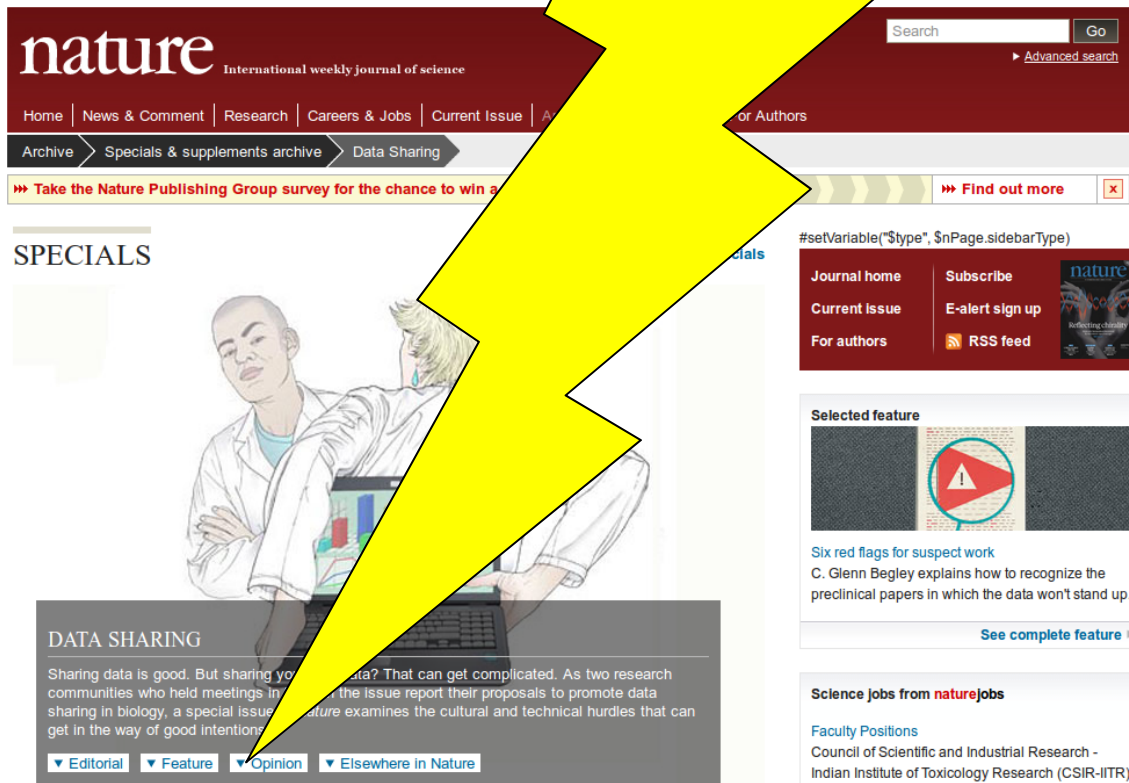 nature International weekly journal of science
Search Go
Advanced search
Home News & Comment Research Careers & Jobs Current Issue or Authors
Archive Specials & supplements archive Data Sharing
Take the Nature Publishing Group survey for the chance to win a Find out more x
SPECIALS
#setVariable("$type", $nPage.sidebarType)
Journal home Subscribe
Current issue E-alert sign up
For authors RSS feed
nature
Reflecting chirality
Selected feature
Six red flags for suspect work
C. Glenn Begley explains how to recognize the
preclinical papers in which the data won't stand up.
See complete feature
DATA SHARING
Sharing data is good. But sharing That can get complicated. As two research
communities who held meetings in the issue report their proposals to promote data
sharing in biology, a special issue examines the cultural and technical hurdles that can
get in the way of good intentions
Editorial Feature Opinion Elsewhere in Nature
Science jobs from naturejobs
Faculty Positions
Council of Scientific and Industrial Research -
Indian Institute of Toxicology Research (CSIR-IITR)